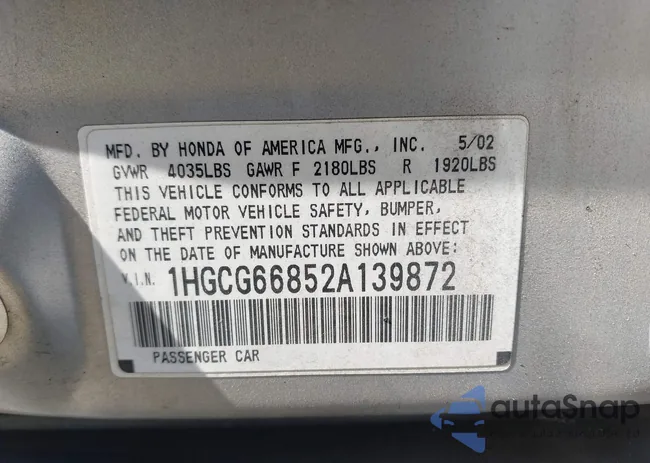 MFD. BY HONDA OF AMERICA MFG., INC. 5/02
GVWR 4035LBS GAWR F 2180LBS R 1920LBS
THIS VEHICLE CONFORMS TO ALL APPLICABLE
FEDERAL MOTOR VEHICLE SAFETY, BUMPER,
AND THEFT PREVENTION STANDARDS IN EFFECT
ON THE DATE OF MANUFACTURE SHOWN ABOVE:
V.I.N. 1HGCG66852A139872
PASSENGER CAR
autoSnap